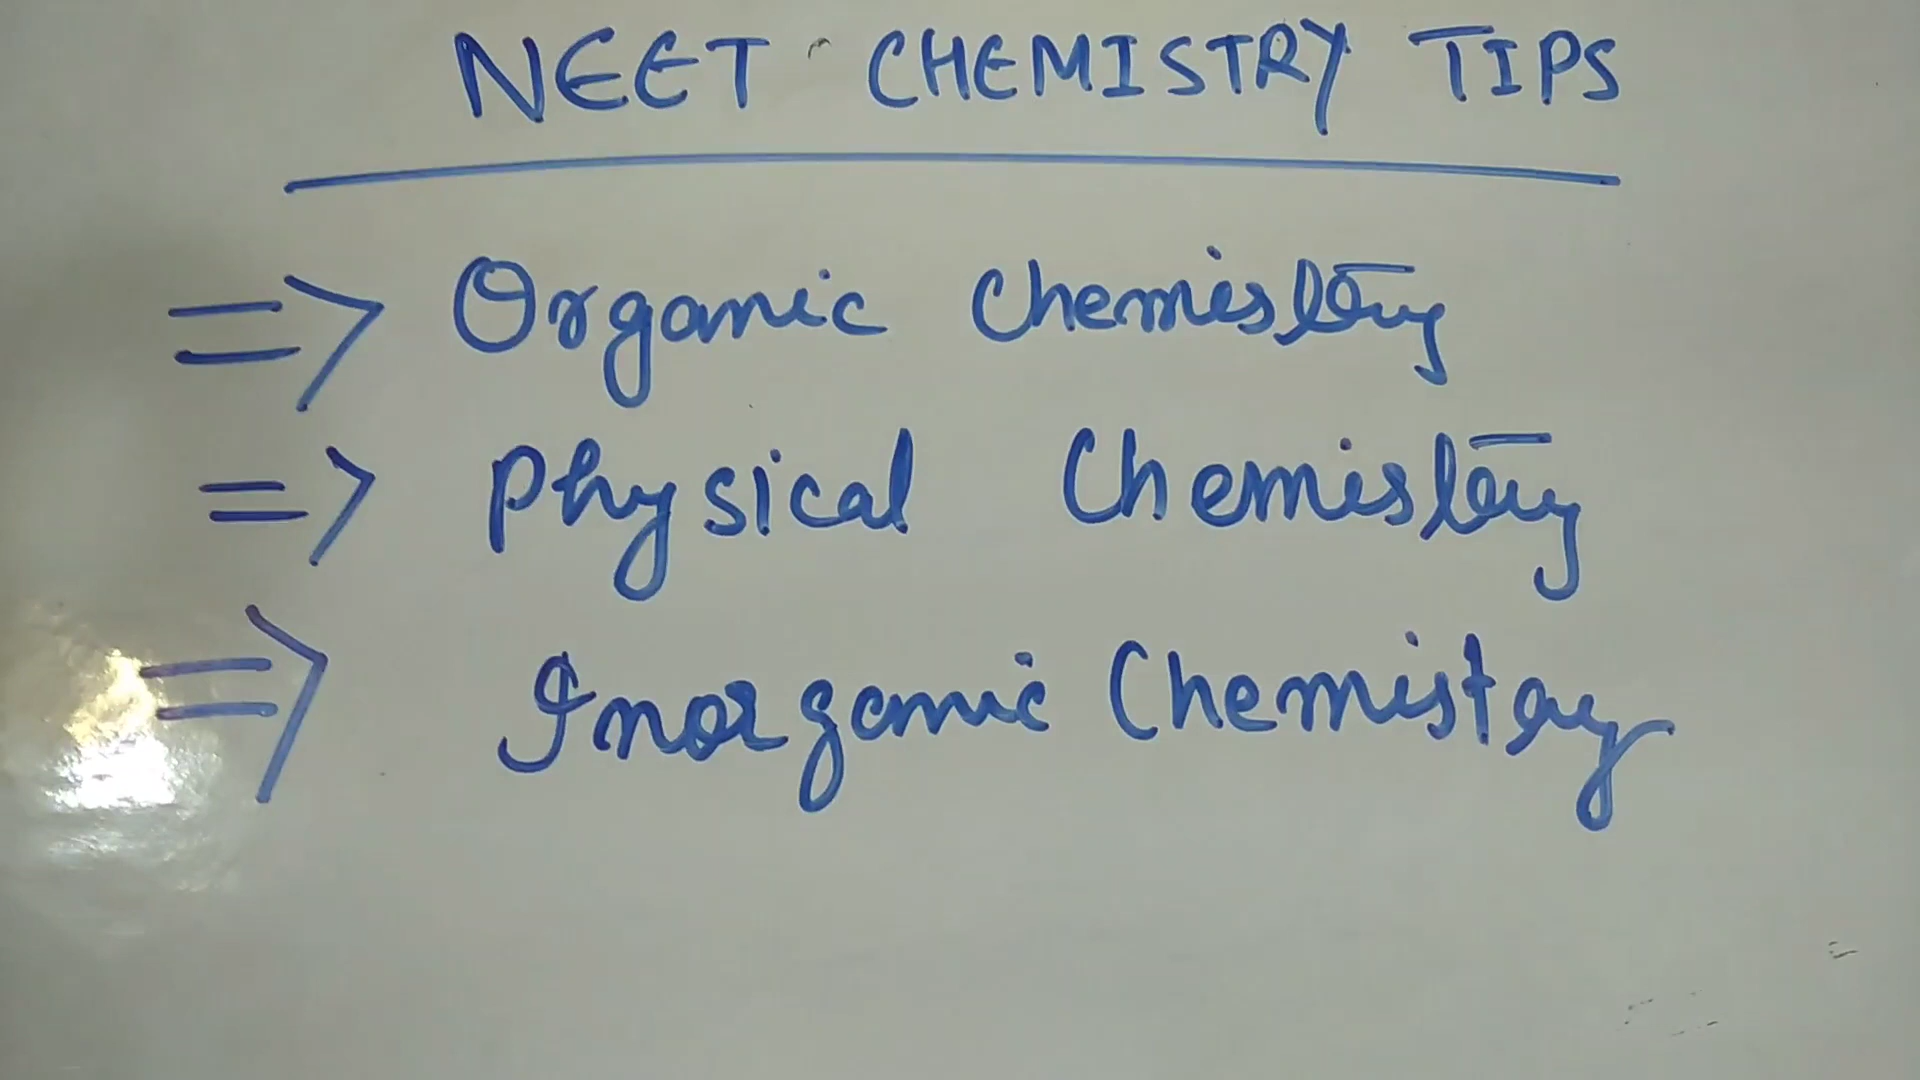 NEET CHEMISTRY TIPS
=> Organic Chemistry
=> Physical Chemistry
=> Inorganic Chemistry